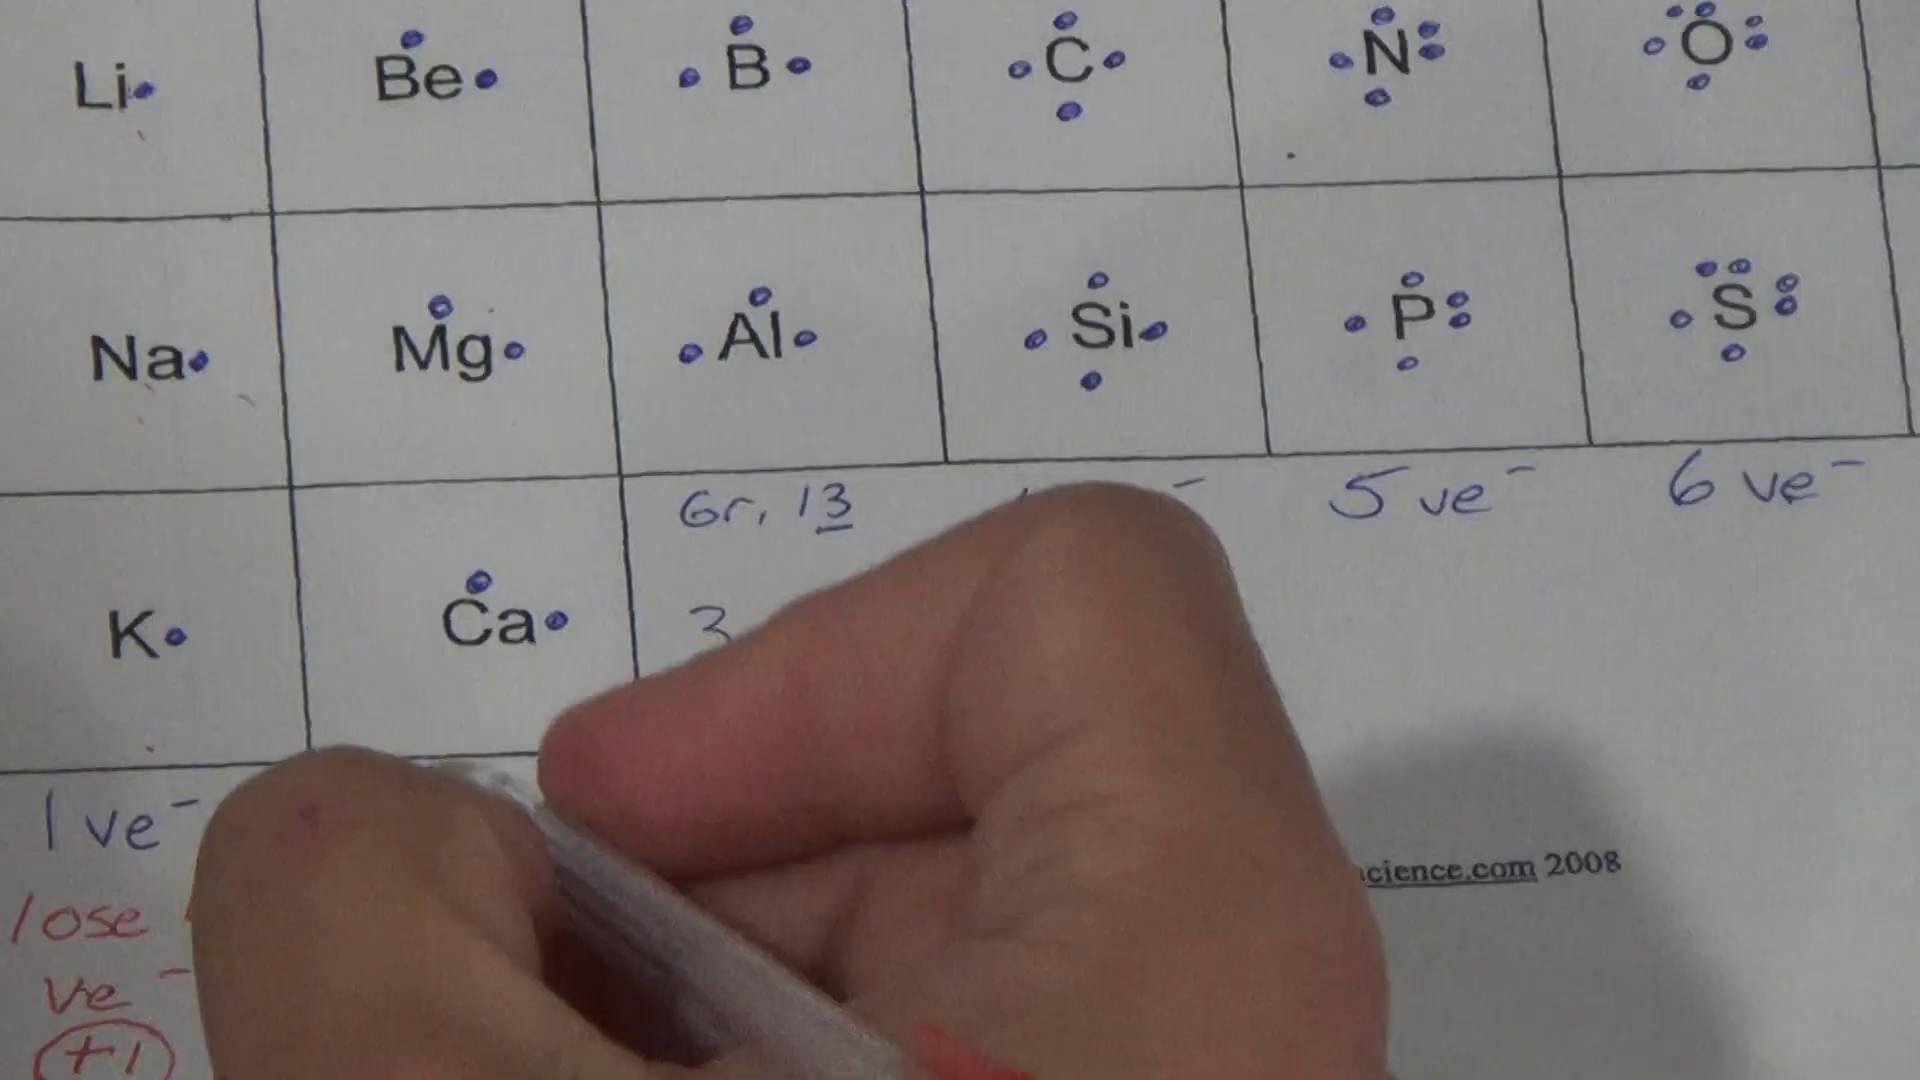 Li Be B C N O
Na Mg Al Si P S
Gr. 13 5 ve⁻ 6 ve⁻
K Ca 3
1 ve⁻
science.com 2008
lose
ve⁻
+1